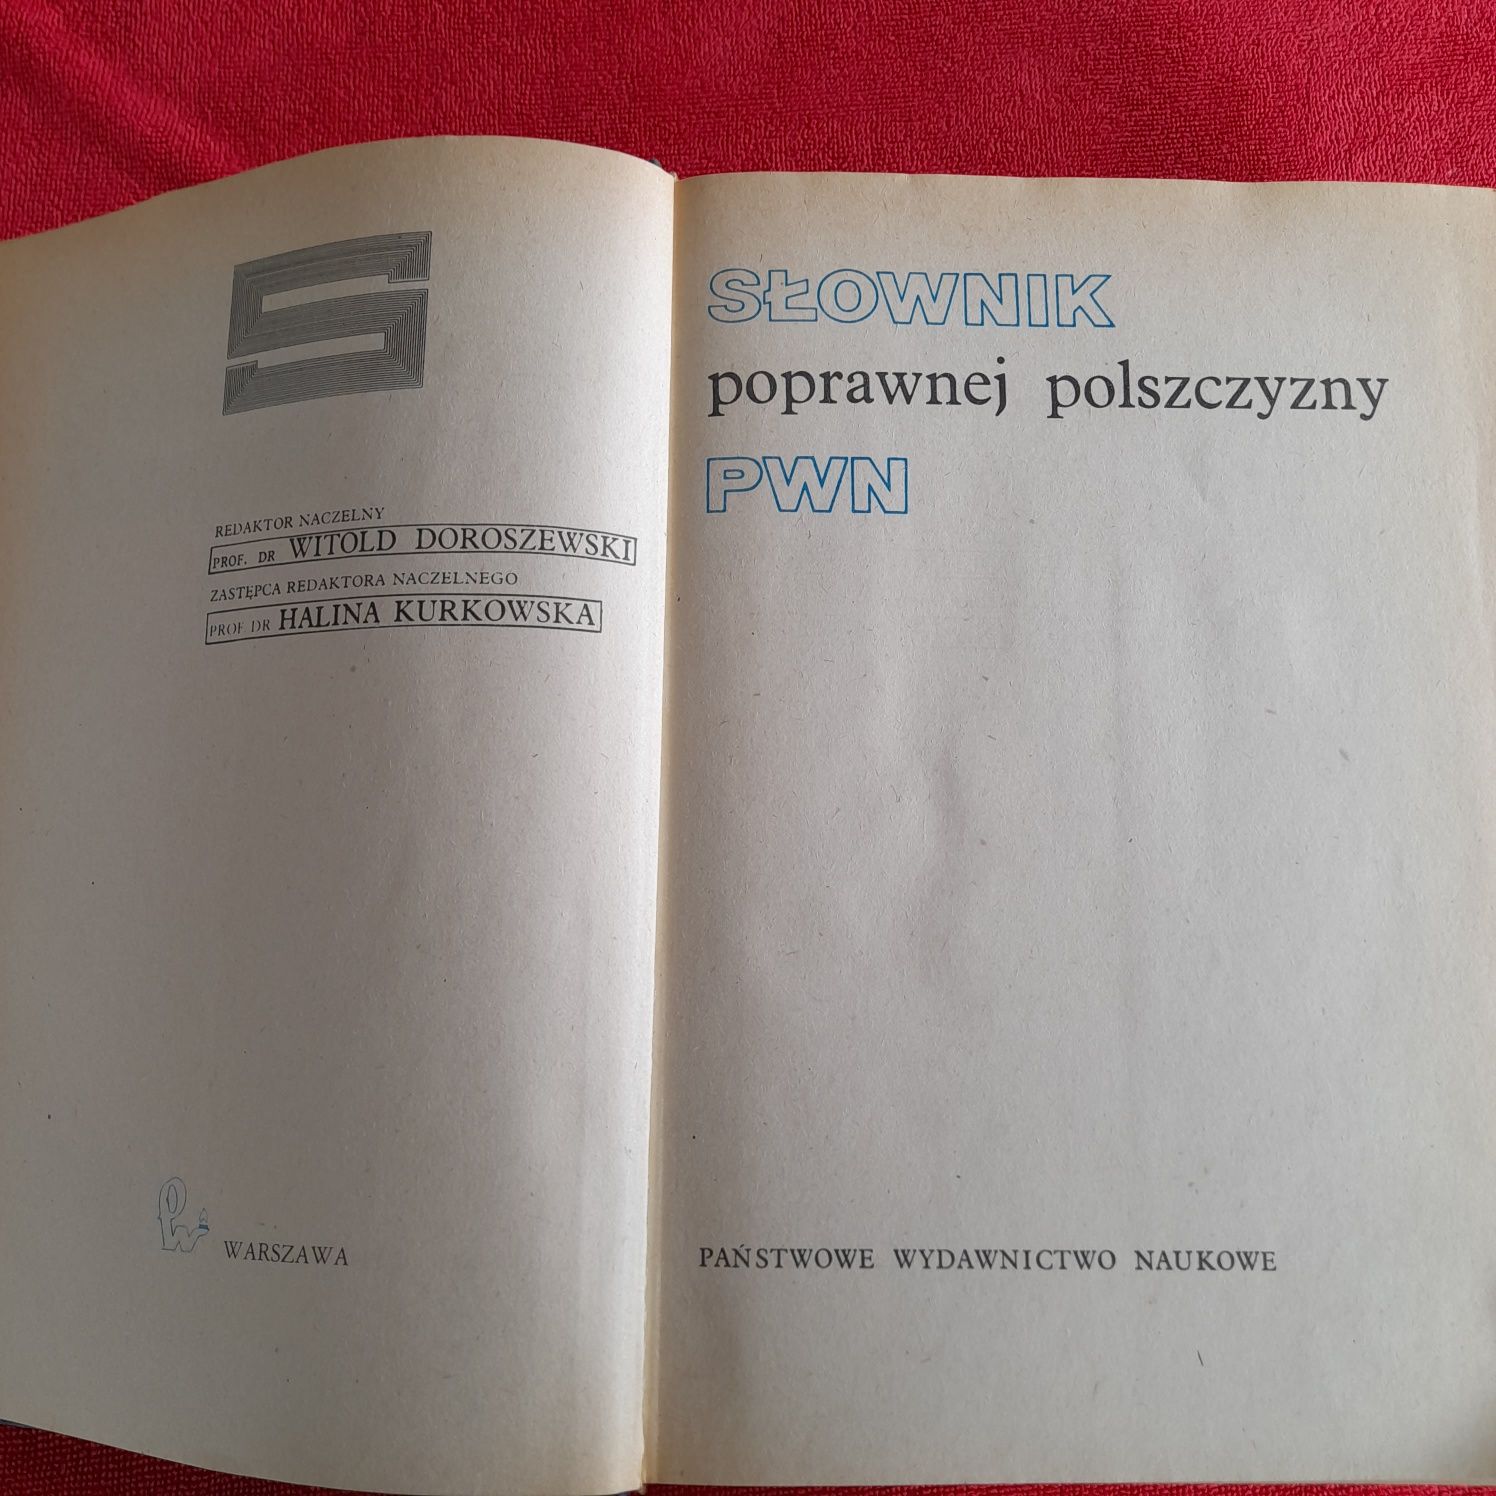 S
REDAKTOR NACZELNY
PROF. DR WITOLD DOROSZEWSKI
ZASTĘPCA REDAKTORA NACZELNEGO
PROF DR HALINA KURKOWSKA
PW WARSZAWA
SŁOWNIK
poprawnej polszczyzny
PWN
PAŃSTWOWE WYDAWNICTWO NAUKOWE